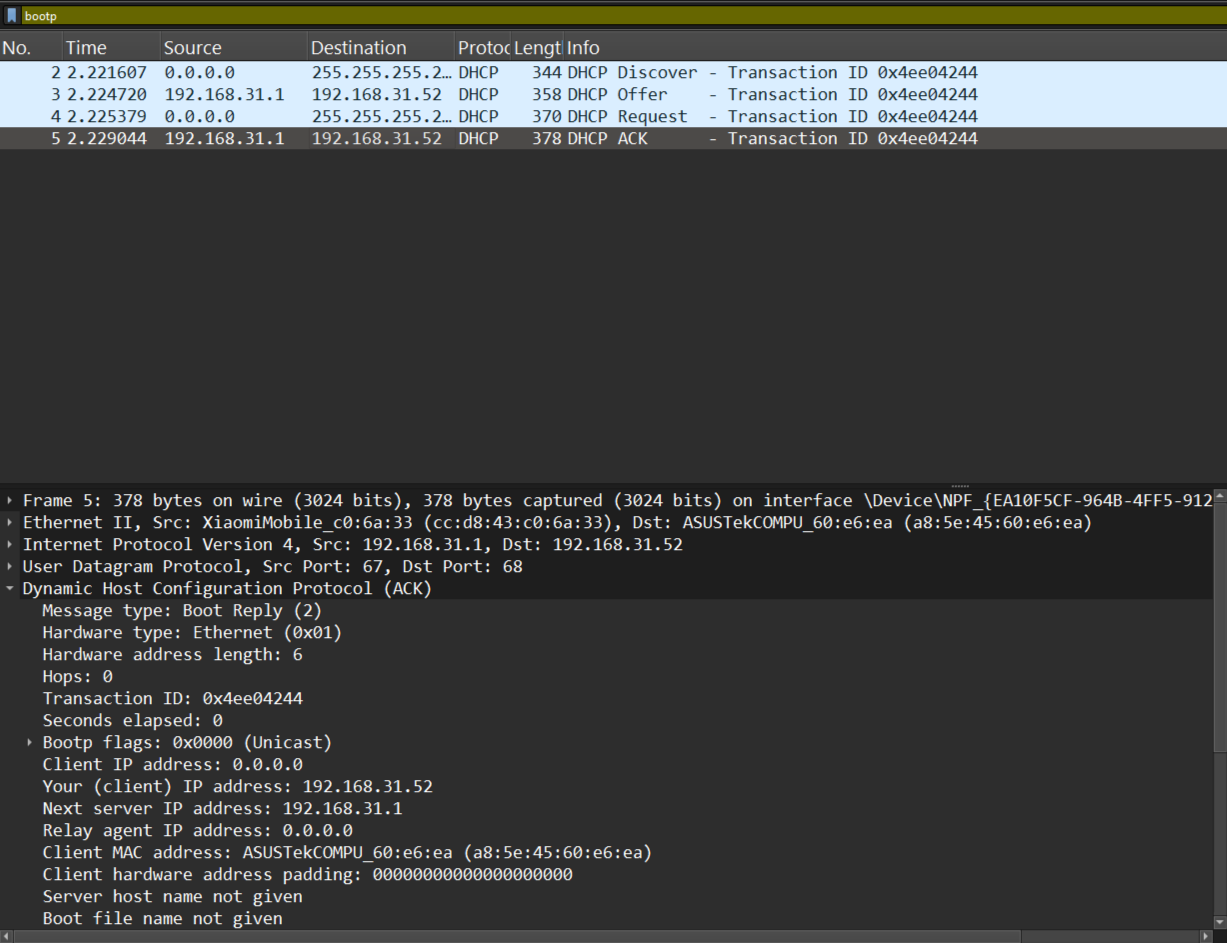 bootp
No. Time Source Destination Protoc Lengt Info
2 2.221607 0.0.0.0 255.255.255.2… DHCP 344 DHCP Discover - Transaction ID 0x4ee04244
3 2.224720 192.168.31.1 192.168.31.52 DHCP 358 DHCP Offer - Transaction ID 0x4ee04244
4 2.225379 0.0.0.0 255.255.255.2… DHCP 370 DHCP Request - Transaction ID 0x4ee04244
5 2.229044 192.168.31.1 192.168.31.52 DHCP 378 DHCP ACK - Transaction ID 0x4ee04244
Frame 5: 378 bytes on wire (3024 bits), 378 bytes captured (3024 bits) on interface \Device\NPF_{EA10F5CF-964B-4FF5-912
Ethernet II, Src: XiaomiMobile_c0:6a:33 (cc:d8:43:c0:6a:33), Dst: ASUSTekCOMPU_60:e6:ea (a8:5e:45:60:e6:ea)
Internet Protocol Version 4, Src: 192.168.31.1, Dst: 192.168.31.52
User Datagram Protocol, Src Port: 67, Dst Port: 68
Dynamic Host Configuration Protocol (ACK)
Message type: Boot Reply (2)
Hardware type: Ethernet (0x01)
Hardware address length: 6
Hops: 0
Transaction ID: 0x4ee04244
Seconds elapsed: 0
Bootp flags: 0x0000 (Unicast)
Client IP address: 0.0.0.0
Your (client) IP address: 192.168.31.52
Next server IP address: 192.168.31.1
Relay agent IP address: 0.0.0.0
Client MAC address: ASUSTekCOMPU_60:e6:ea (a8:5e:45:60:e6:ea)
Client hardware address padding: 00000000000000000000
Server host name not given
Boot file name not given